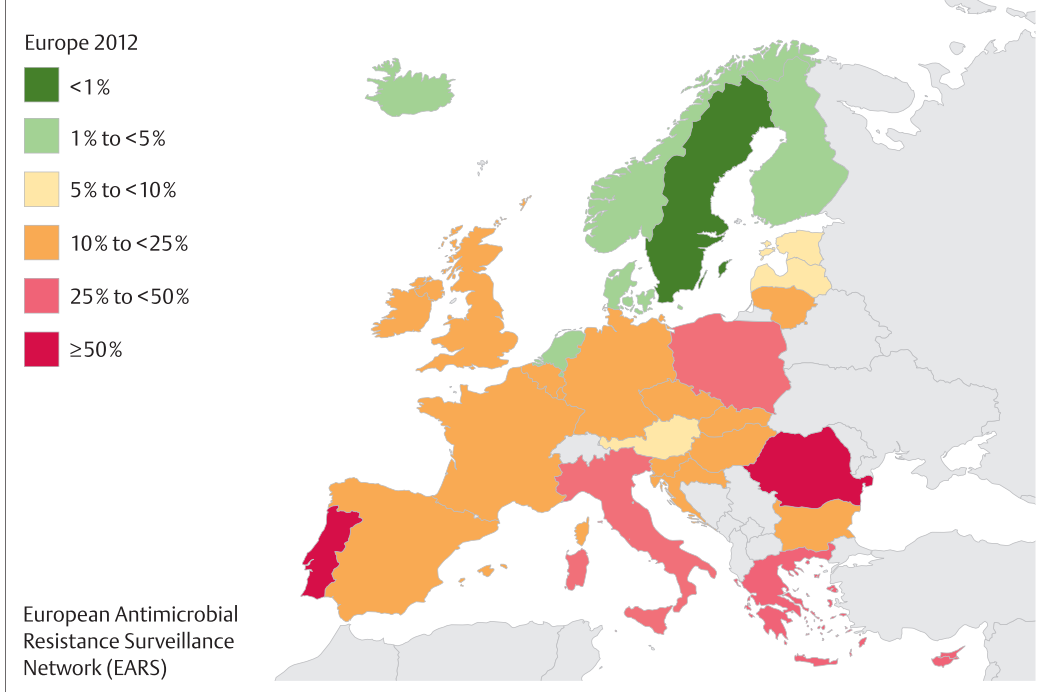 Europe 2012
<1%
1% to <5%
5% to <10%
10% to <25%
25% to <50%
≥50%
European Antimicrobial
Resistance Surveillance
Network (EARS)